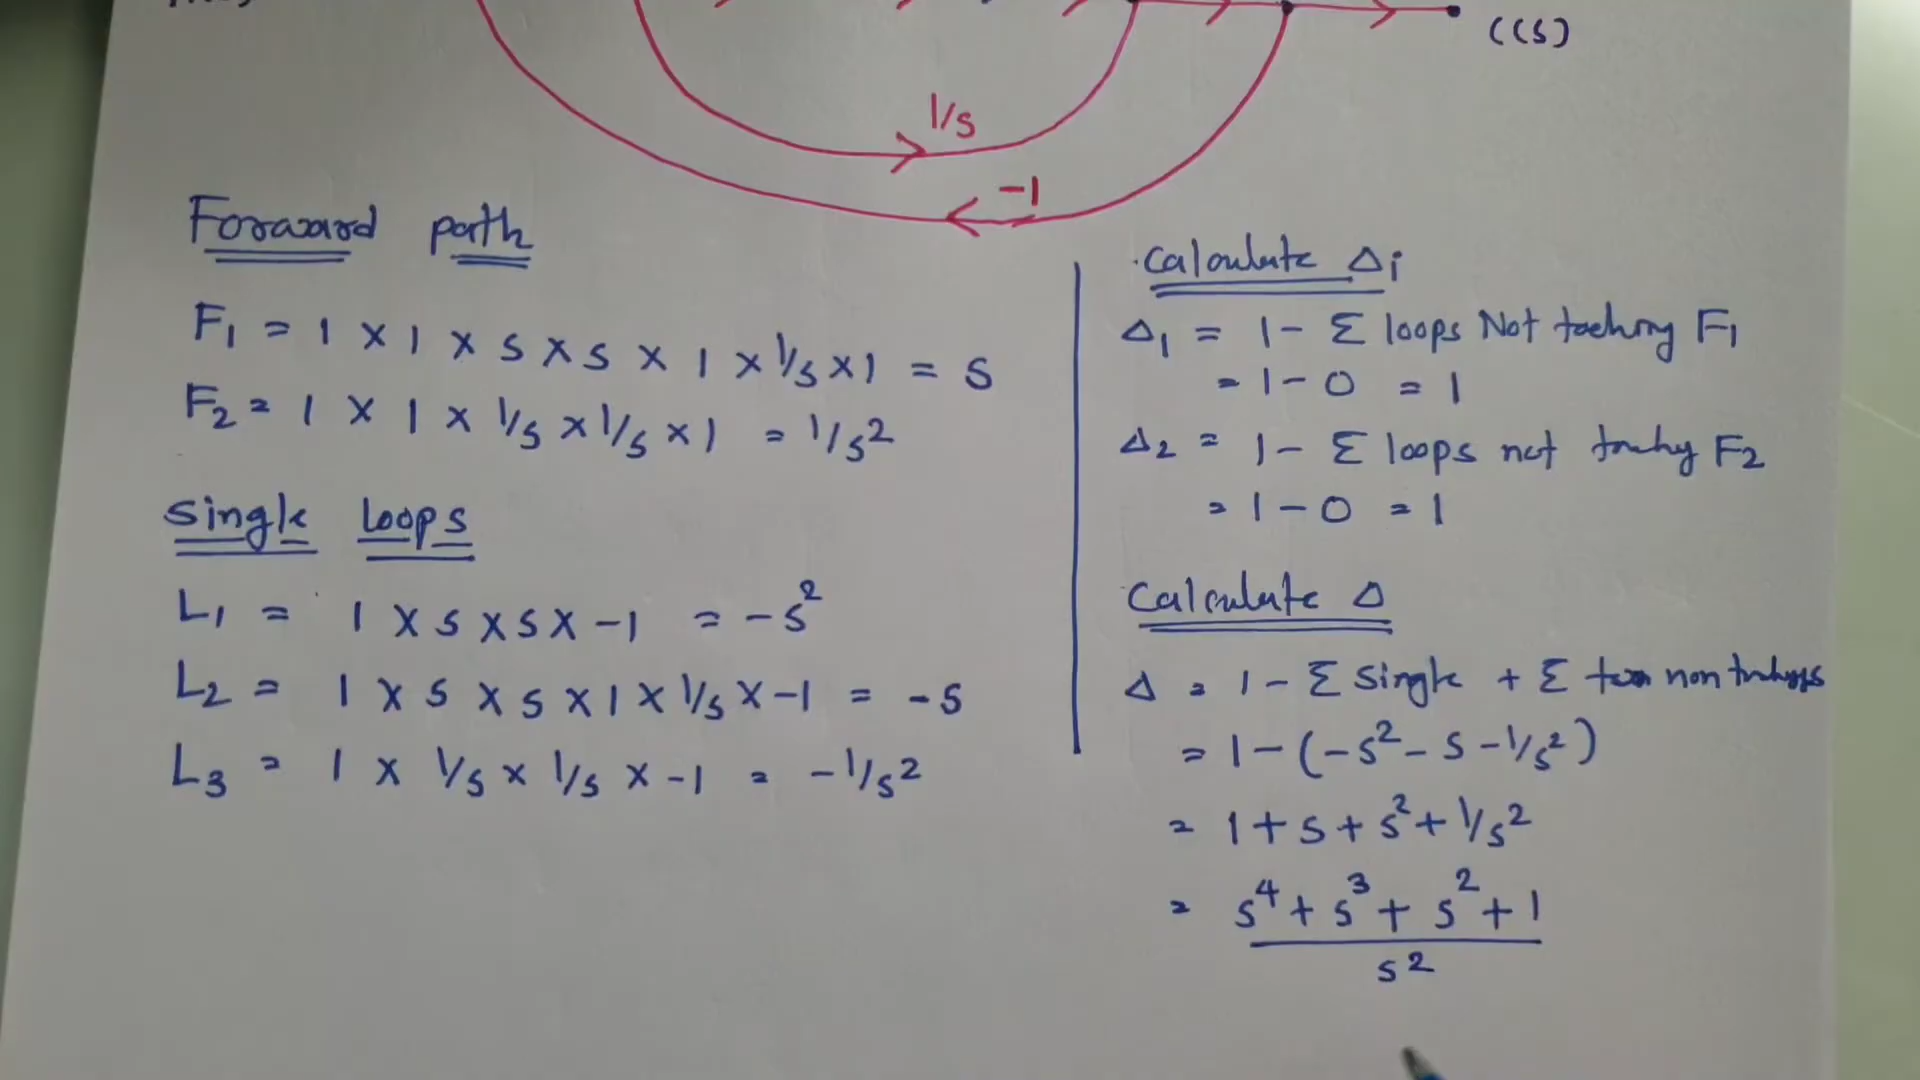 C(S)
1/s
-1
Forward path
F1 = 1 x 1 x s x s x 1 x 1/s x 1 = s
F2 = 1 x 1 x 1/s x 1/s x 1 = 1/s²
Single Loops
L1 = 1 x s x s x -1 = -s²
L2 = 1 x s x s x 1 x 1/s x -1 = -s
L3 = 1 x 1/s x 1/s x -1 = -1/s²
Calculate Δi
Δ1 = 1 - Σ loops Not touching F1
= 1 - 0 = 1
Δ2 = 1 - Σ loops not touchy F2
= 1 - 0 = 1
Calculate Δ
Δ = 1 - Σ Single + Σ two non
= 1 - (-s² - s - 1/s²)
= 1 + s + s² + 1/s²
= s⁴ + s³ + s² + 1
s²